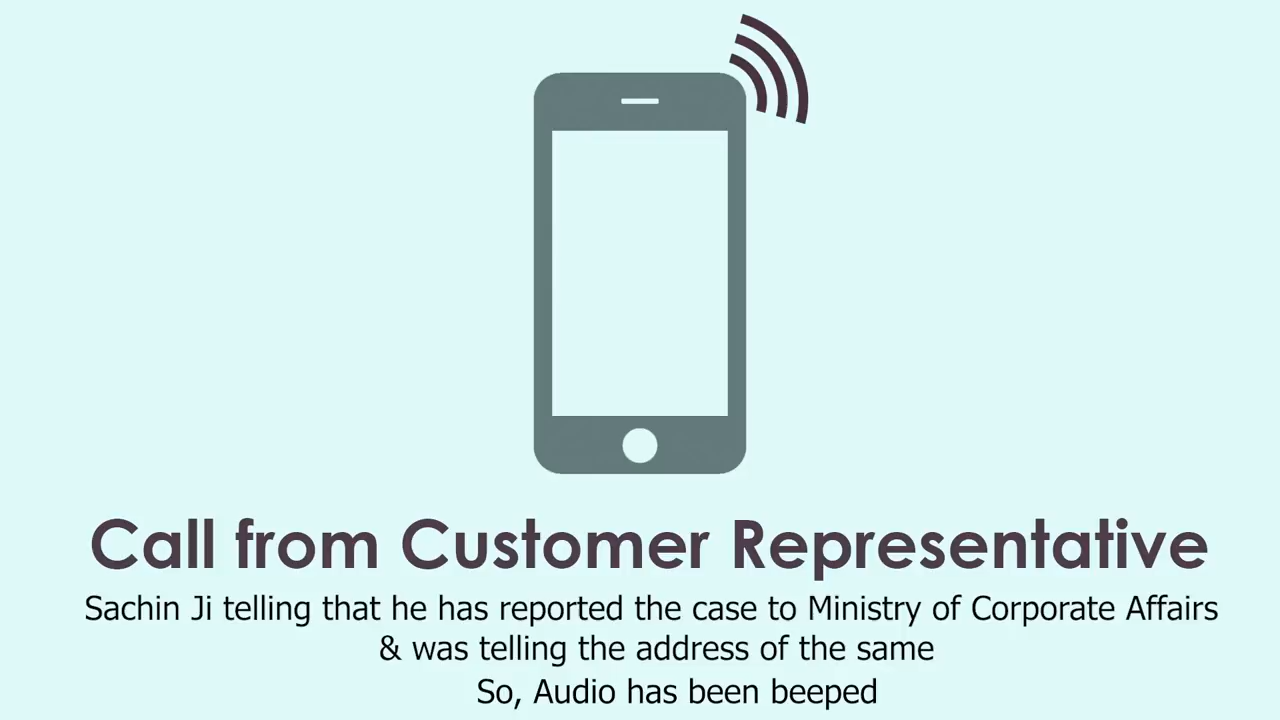 Call from Customer Representative
Sachin Ji telling that he has reported the case to Ministry of Corporate Affairs
& was telling the address of the same
So, Audio has been beeped